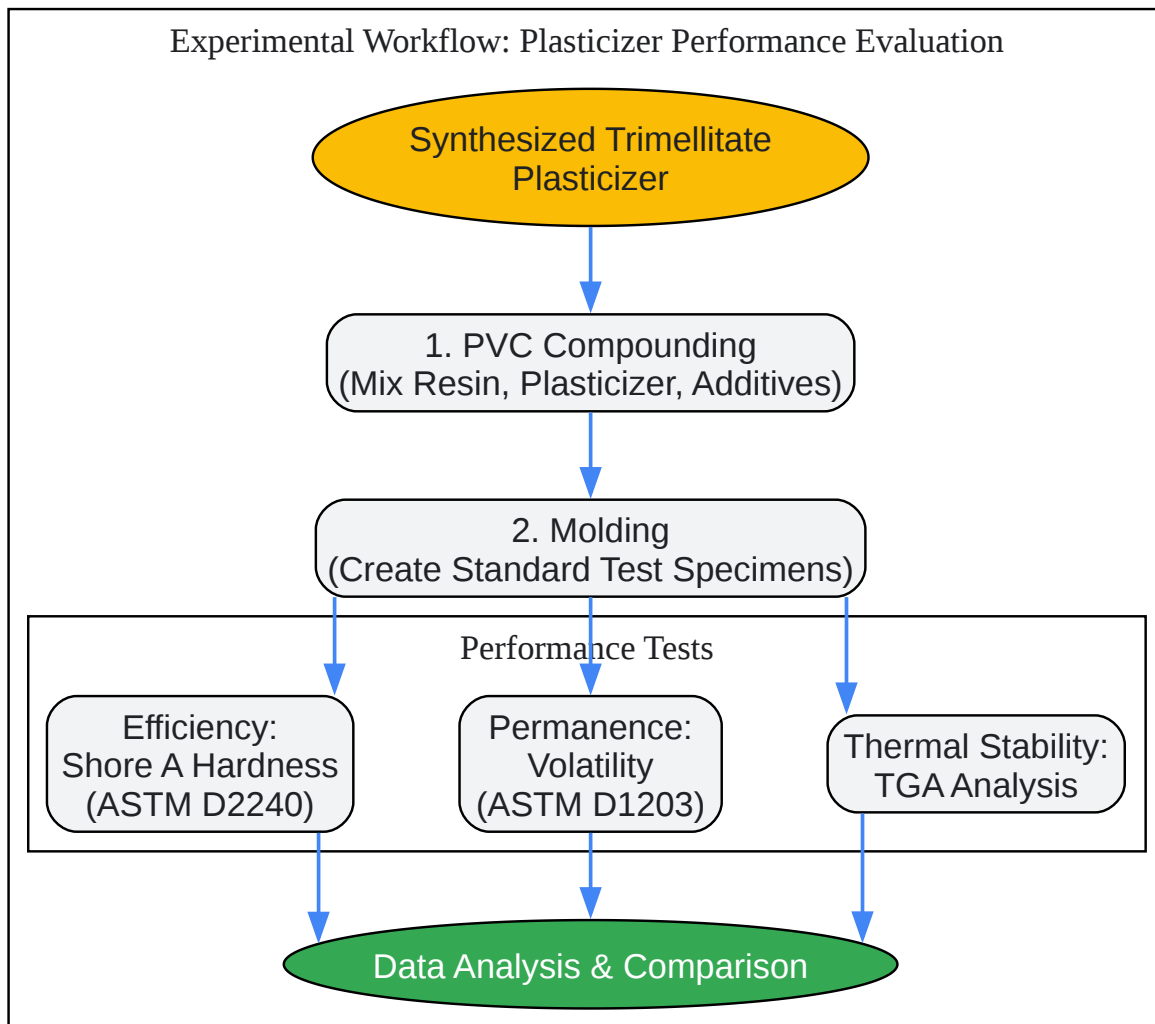 Experimental Workflow: Plasticizer Performance Evaluation
Synthesized Trimellitate
Plasticizer
1. PVC Compounding
(Mix Resin, Plasticizer, Additives)
2. Molding
(Create Standard Test Specimens)
Performance Tests
Efficiency:
Shore A Hardness
(ASTM D2240)
Permanence:
Volatility
(ASTM D1203)
Thermal Stability:
TGA Analysis
Data Analysis & Comparison